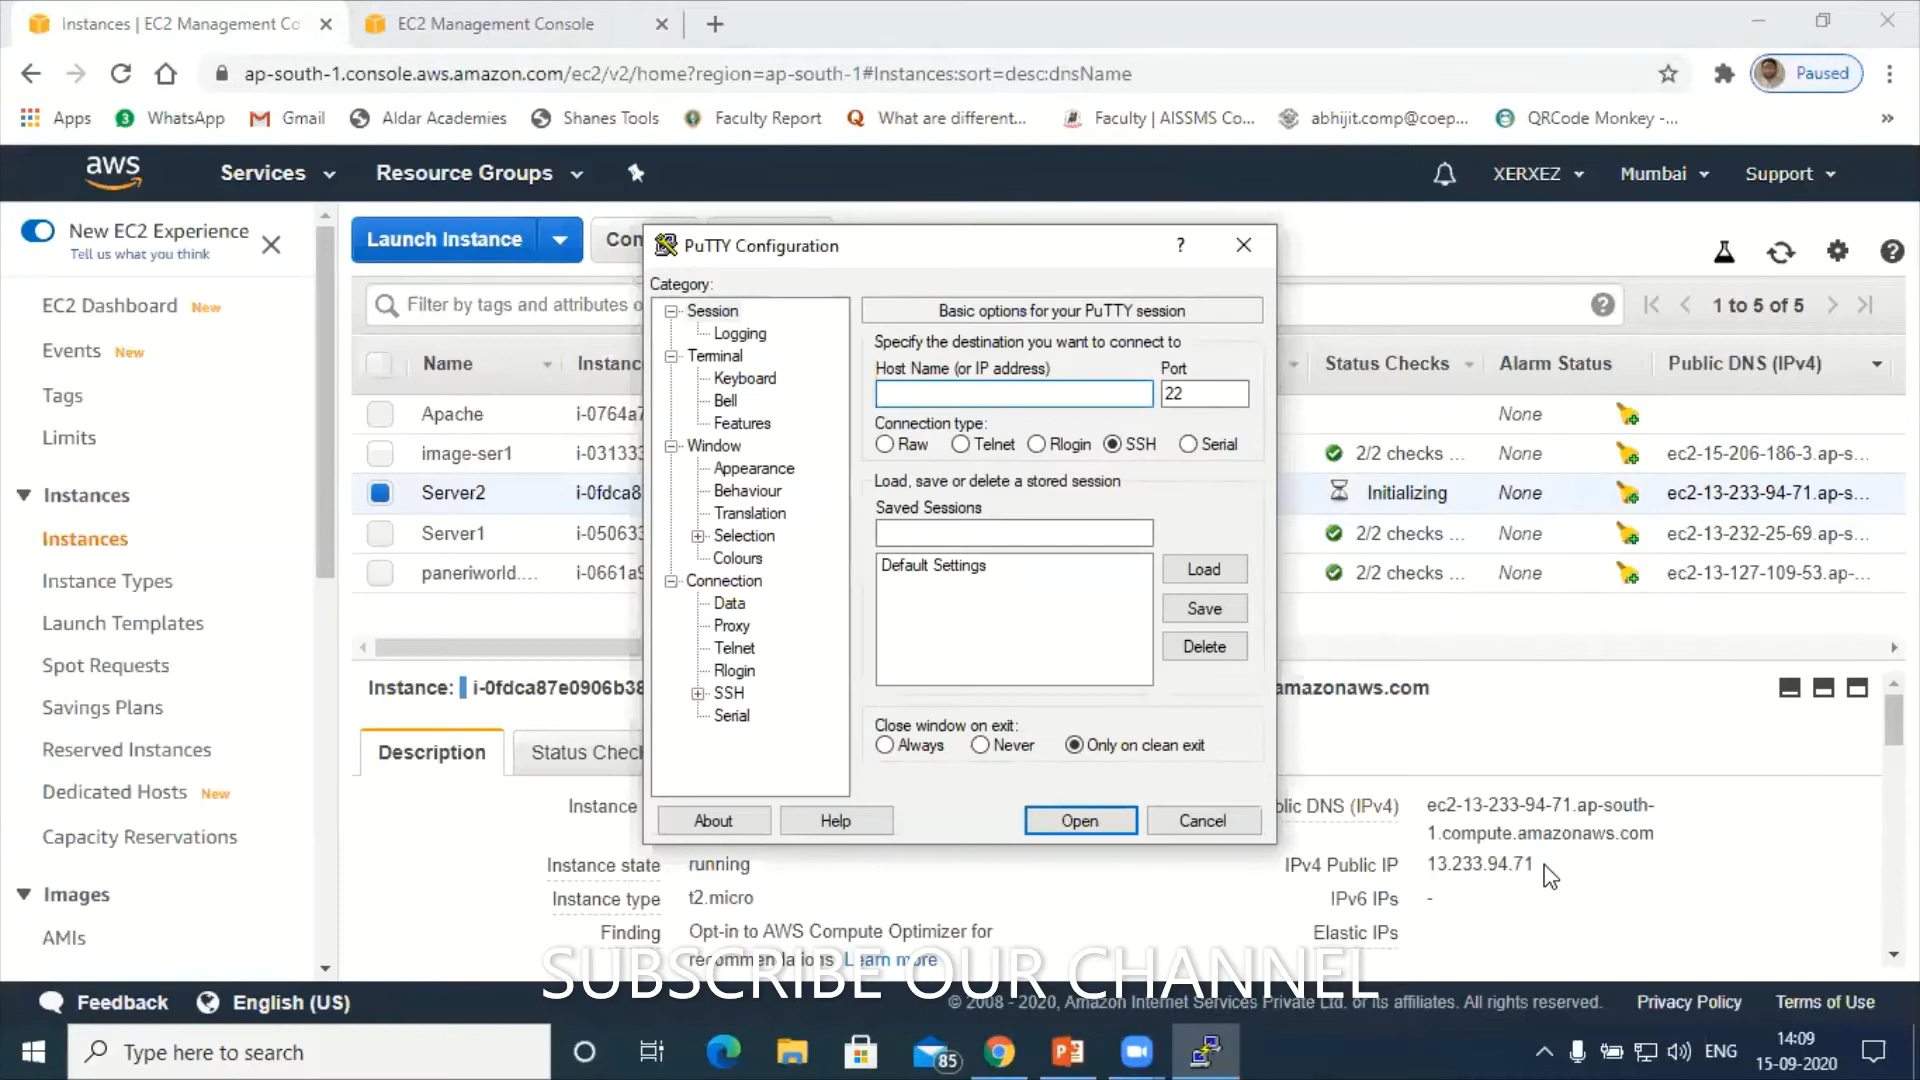 Instances | EC2 Management Co
EC2 Management Console
ap-south-1.console.aws.amazon.com/ec2/v2/home?region=ap-south-1#Instances:sort=desc:dnsName
Paused
Apps
3
WhatsApp
Gmail
Aldar Academies
Shanes Tools
Faculty Report
What are different...
Faculty | AISSMS Co...
abhijit.comp@coep...
QRCode Monkey -...
»
aws
Services
Resource Groups
XERXEZ
Mumbai
Support
New EC2 Experience
Tell us what you think
EC2 Dashboard New
Events New
Tags
Limits
Instances
Instances
Instance Types
Launch Templates
Spot Requests
Savings Plans
Reserved Instances
Dedicated Hosts New
Capacity Reservations
Images
AMIs
Launch Instance
Con
Filter by tags and attributes o
1 to 5 of 5
Name
Instanc
Status Checks
Alarm Status
Public DNS (IPv4)
Apache i-0764a7 None
image-ser1 i-031333 2/2 checks ... None ec2-15-206-186-3.ap-s...
Server2 i-0fdca8 Initializing None ec2-13-233-94-71.ap-s...
Server1 i-050633 2/2 checks ... None ec2-13-232-25-69.ap-s...
paneriworld.... i-0661a9 2/2 checks ... None ec2-13-127-109-53.ap-...
Instance: i-0fdca87e0906b38
amazonaws.com
Description
Status Chec
Instance
Instance state running
Instance type t2.micro
Finding Opt-in to AWS Compute Optimizer for
recommendations. Learn more
blic DNS (IPv4) ec2-13-233-94-71.ap-south-
1.compute.amazonaws.com
IPv4 Public IP 13.233.94.71
IPv6 IPs -
Elastic IPs
PuTTY Configuration
?
Category:
Session
Logging
Terminal
Keyboard
Bell
Features
Window
Appearance
Behaviour
Translation
Selection
Colours
Connection
Data
Proxy
Telnet
Rlogin
SSH
Serial
Basic options for your PuTTY session
Specify the destination you want to connect to
Host Name (or IP address) Port
22
Connection type:
Raw Telnet Rlogin SSH Serial
Load, save or delete a stored session
Saved Sessions
Default Settings
Load
Save
Delete
Close window on exit:
Always Never Only on clean exit
About
Help
Open
Cancel
SUBSCRIBE OUR CHANNEL
Feedback
English (US)
© 2008 - 2020, Amazon Internet Services Private Ltd. or its affiliates. All rights reserved.
Privacy Policy
Terms of Use
Type here to search
85
ENG
14:09
15-09-2020